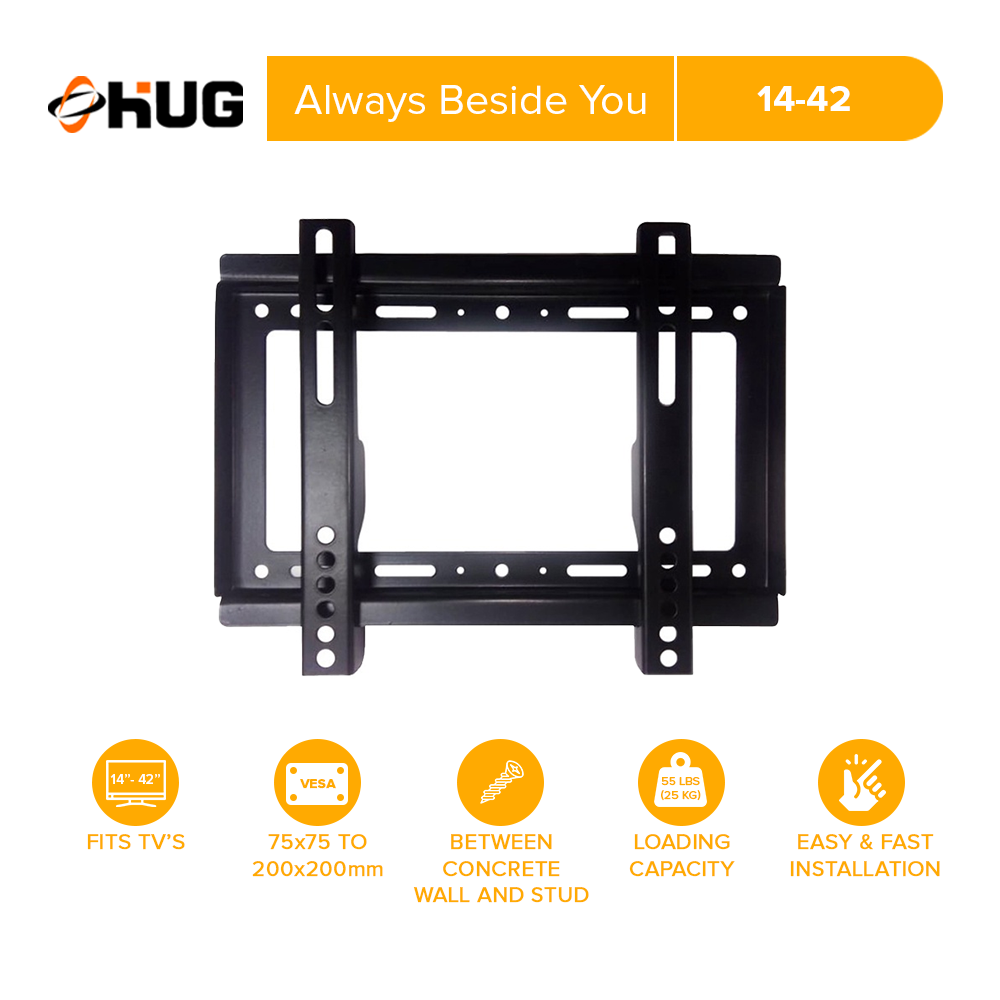 HUG
Always Beside You
14-42
14"- 42"
FITS TV'S
VESA
75x75 TO
200x200mm
BETWEEN
CONCRETE
WALL AND STUD
55 LBS
(25 KG)
LOADING
CAPACITY
EASY & FAST
INSTALLATION